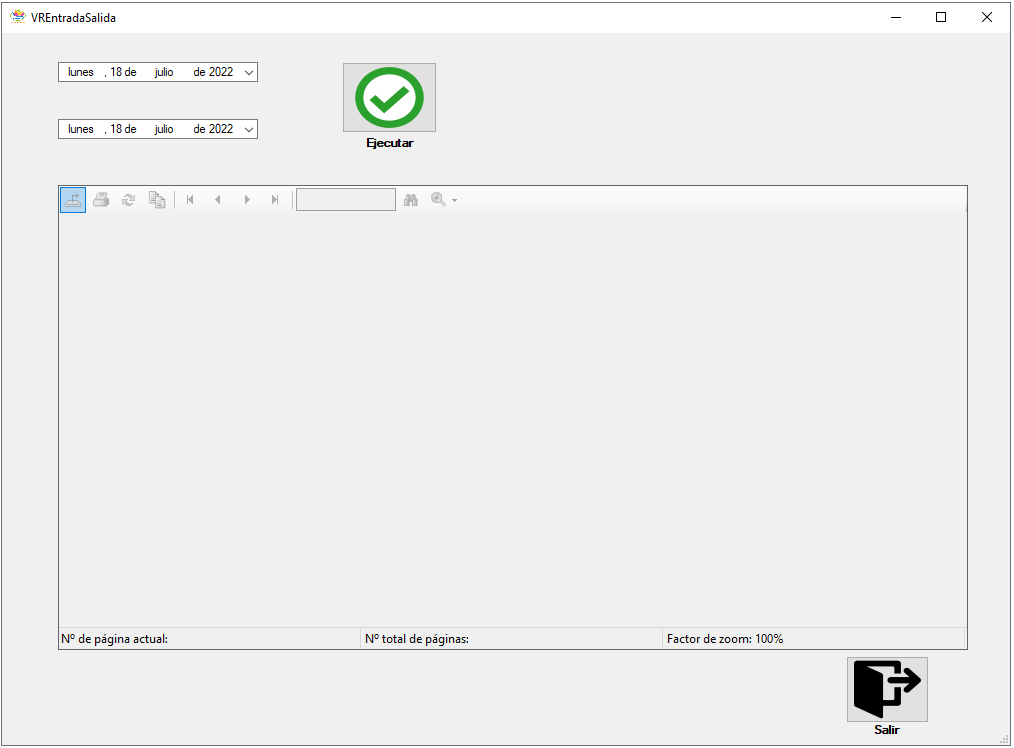 VREntradaSalida
lunes , 18 de julio de 2022
lunes , 18 de julio de 2022
Ejecutar
Nº de página actual: Nº total de páginas: Factor de zoom: 100%
Salir